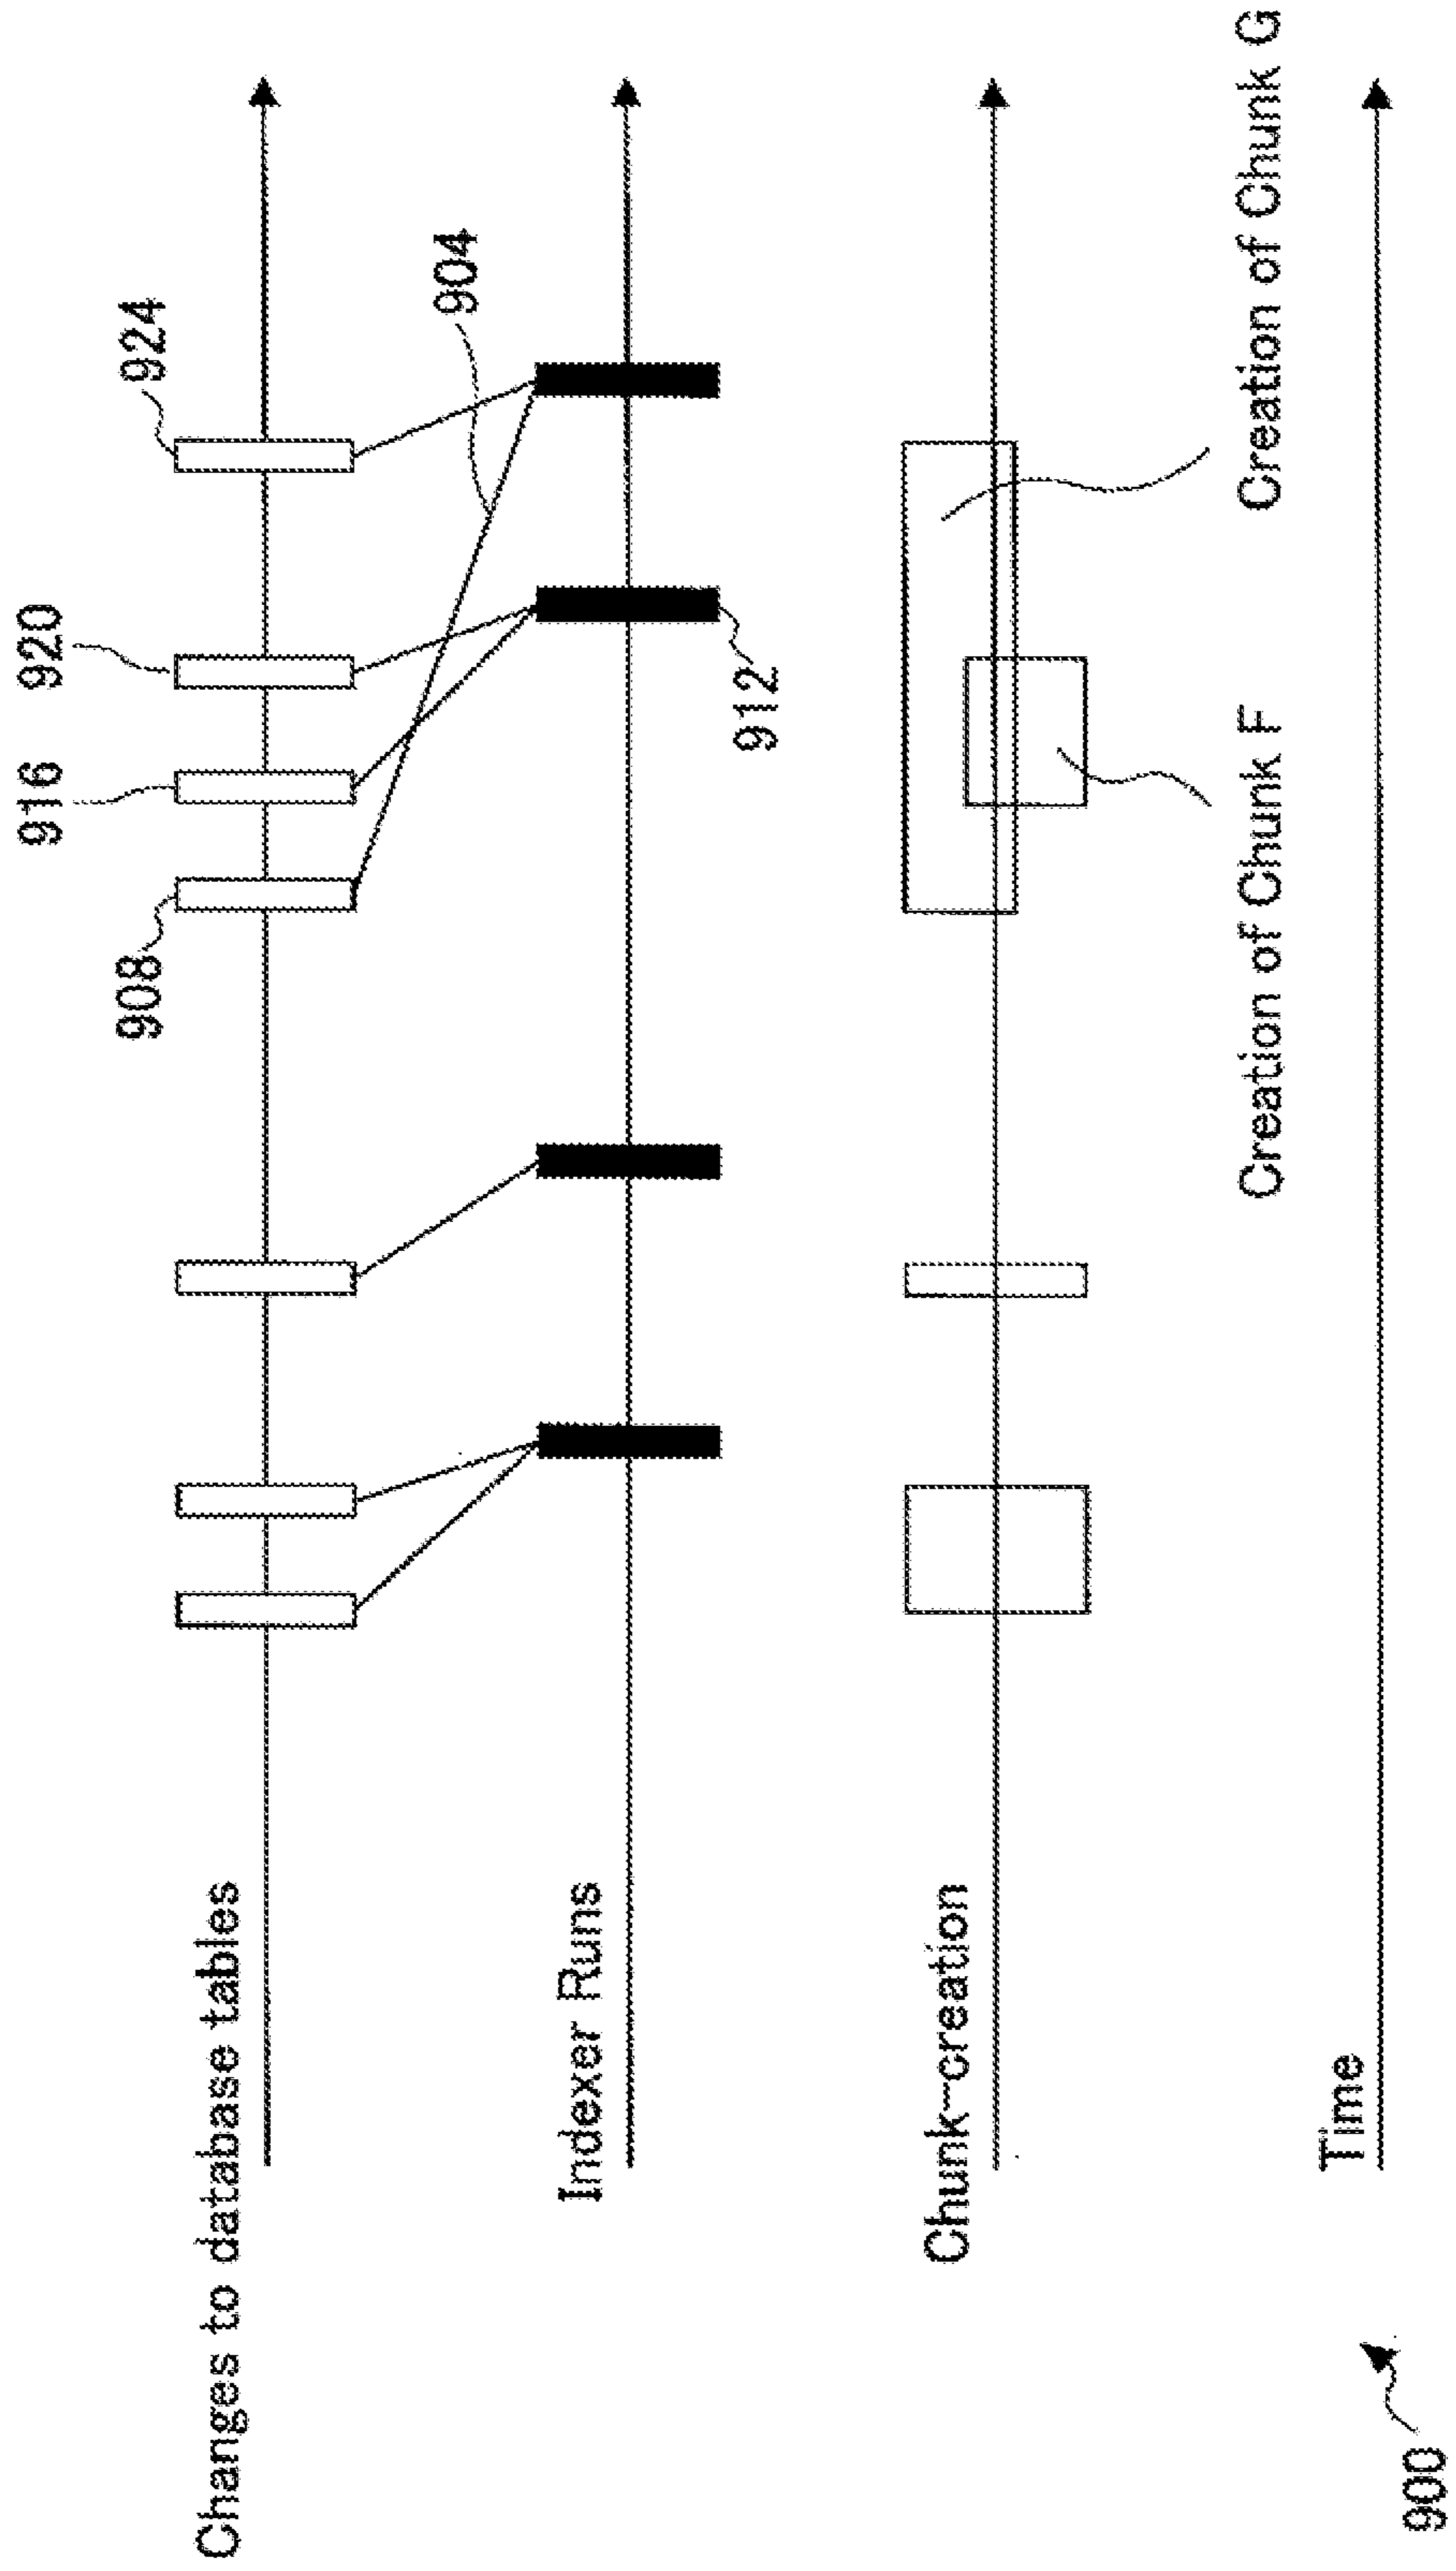 Changes to database tables
908
916
920
924
904
Indexer Runs
912
Chunk-creation
Creation of Chunk F
Creation of Chunk G
Time
900